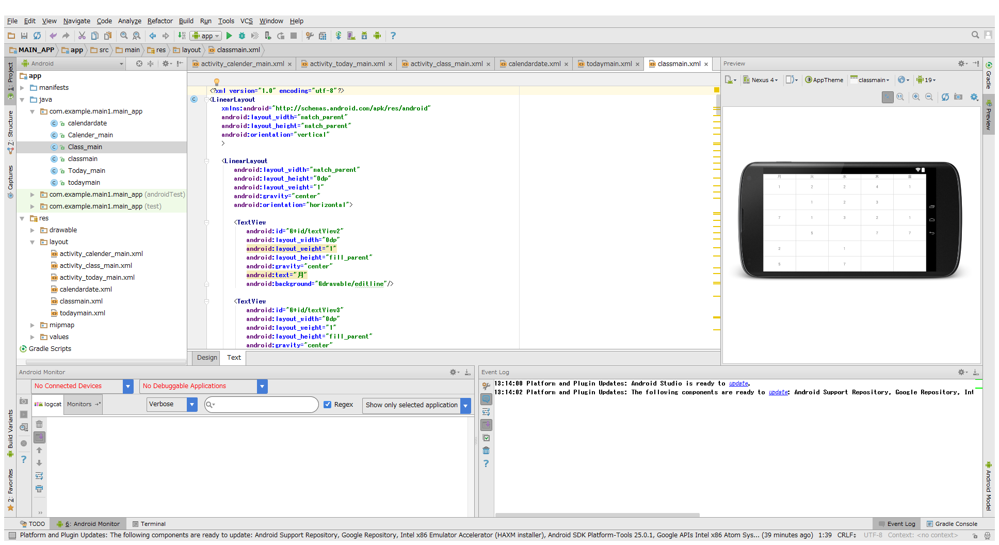 File Edit View Navigate Code Analyze Refactor Build Run Tools VCS Window Help
app
MAIN_APP app src main res layout classmain.xml
1: Project
7: Structure
Captures
Build Variants
2: Favorites
Android
app
manifests
java
com.example.main1.main_app
calendardate
Calender_main
Class_main
classmain
Today_main
todaymain
com.example.main1.main_app (androidTest)
com.example.main1.main_app (test)
res
drawable
layout
activity_calender_main.xml
activity_class_main.xml
activity_today_main.xml
calendardate.xml
classmain.xml
todaymain.xml
mipmap
values
Gradle Scripts
activity_calender_main.xml activity_today_main.xml activity_class_main.xml calendardate.xml todaymain.xml classmain.xml
<?xml version="1.0" encoding="utf-8"?>
<LinearLayout
xmlns:android="http://schemas.android.com/apk/res/android"
android:layout_width="match_parent"
android:layout_height="match_parent"
android:orientation="vertical"
>
<LinearLayout
android:layout_width="match_parent"
android:layout_height="0dp"
android:layout_weight="1"
android:gravity="center"
android:orientation="horizontal">
<TextView
android:id="@+id/textView2"
android:layout_width="0dp"
android:layout_weight="1"
android:layout_height="fill_parent"
android:gravity="center"
android:text="月"
android:background="@drawable/editline"/>
<TextView
android:id="@+id/textView3"
android:layout_width="0dp"
android:layout_weight="1"
android:layout_height="fill_parent"
android:gravity="center"
Design Text
Preview
Nexus 4 AppTheme classmain 19
月 火 水 木 金
1 2 2 4 1
1 2 3
7 1 3 2 1
5 7 7
2 1
5 7
Gradle
Preview
Android Model
Android Monitor
No Connected Devices No Debuggable Applications
logcat Monitors Verbose Regex Show only selected application
Event Log
13:14:00 Platform and Plugin Updates: Android Studio is ready to update.
13:14:02 Platform and Plugin Updates: The following components are ready to update: Android Support Repository, Google Repository, Int
TODO 6: Android Monitor Terminal Event Log Gradle Console
Platform and Plugin Updates: The following components are ready to update: Android Support Repository, Google Repository, Intel x86 Emulator Accelerator (HAXM installer), Android SDK Platform-Tools 25.0.1, Google APIs Intel x86 Atom Sys... (39 minutes ago) 1:39 CRLF UTF-8 Context: <no context>